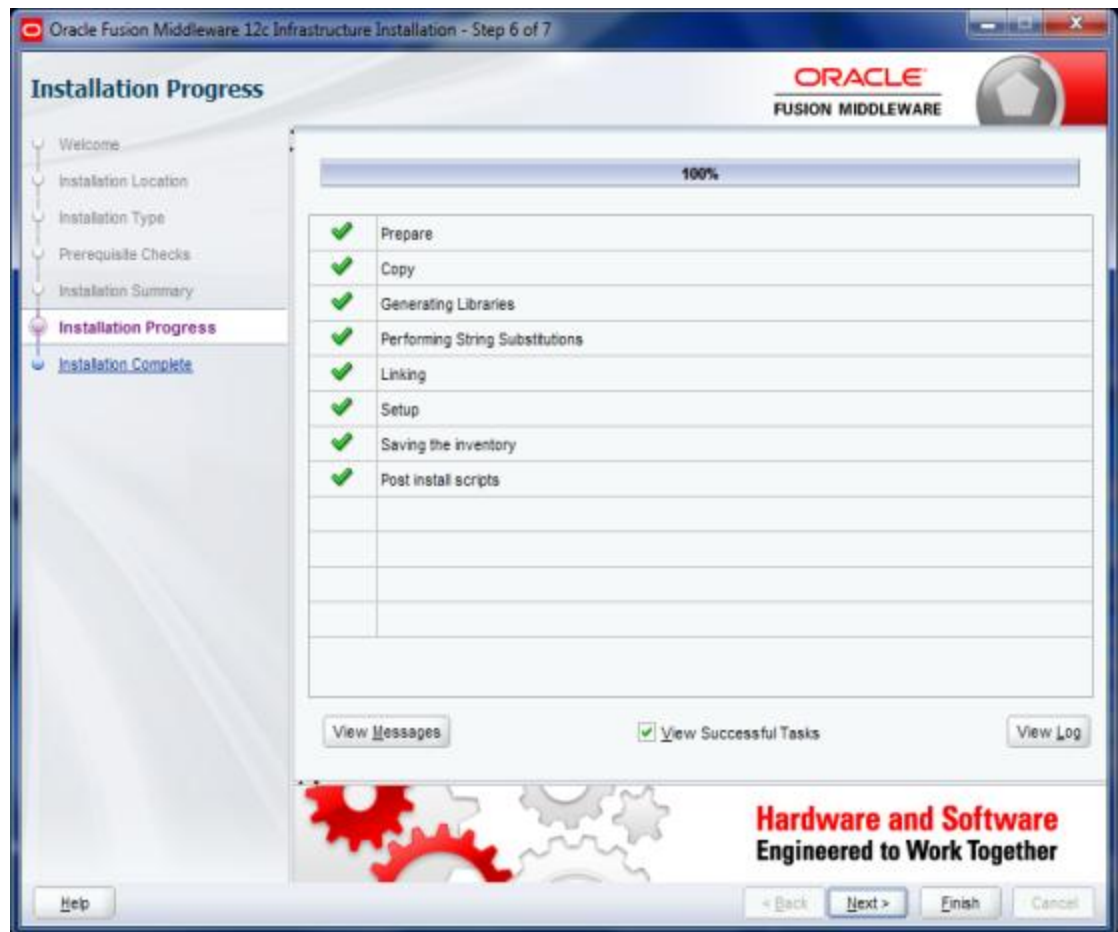 Oracle Fusion Middleware 12c Infrastructure Installation - Step 6 of 7
Installation Progress
ORACLE
FUSION MIDDLEWARE
Welcome
Installation Location
Installation Type
Prerequisite Checks
Installation Summary
Installation Progress
Installation Complete
100%
Prepare
Copy
Generating Libraries
Performing String Substitutions
Linking
Setup
Saving the inventory
Post install scripts
View Messages
View Successful Tasks
View Log
Hardware and Software
Engineered to Work Together
Help
< Back
Next >
Finish
Cancel